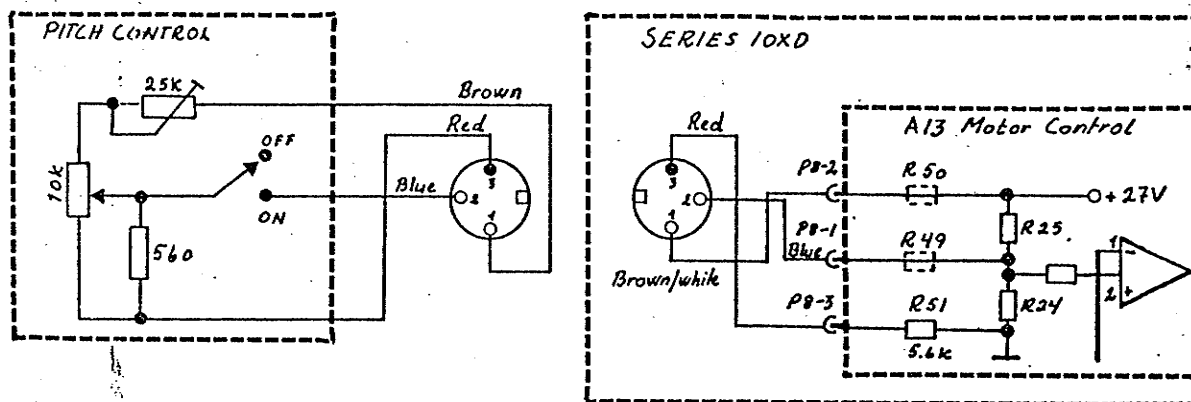 PITCH CONTROL
25K
Brown
Red
OFF
10k
3
Blue
2
ON
1
560
SERIES 10XD
A13 Motor Control
Red
P8-2
R50
+27V
3
2
1
P8-1
Blue
R49
R25
1
-
Brown/white
2
+
P8-3
R51
R24
5.6K